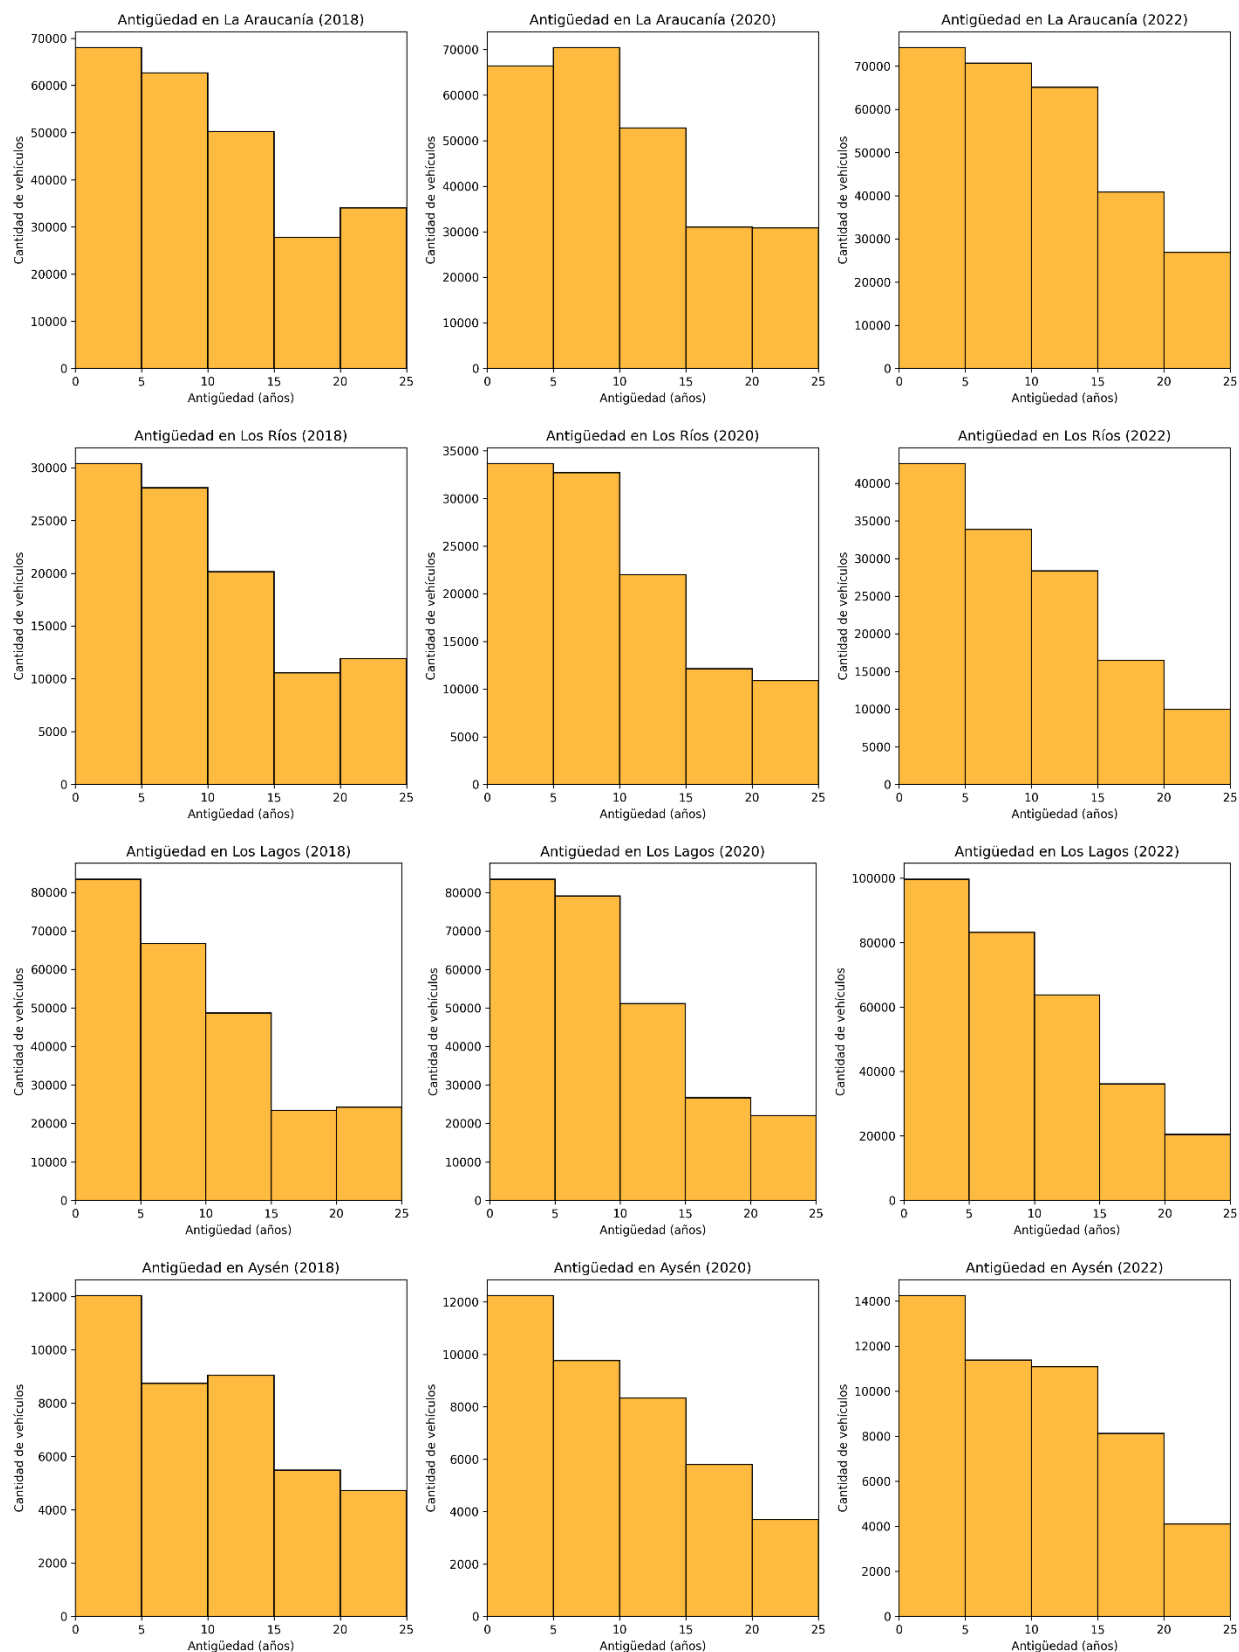 Antigüedad en La Araucanía (2018)
Cantidad de vehículos
70000
60000
50000
40000
30000
20000
10000
0
0 5 10 15 20 25
Antigüedad (años)
Antigüedad en La Araucanía (2020)
Cantidad de vehículos
70000
60000
50000
40000
30000
20000
10000
0
0 5 10 15 20 25
Antigüedad (años)
Antigüedad en La Araucanía (2022)
Cantidad de vehículos
70000
60000
50000
40000
30000
20000
10000
0
0 5 10 15 20 25
Antigüedad (años)
Antigüedad en Los Ríos (2018)
Cantidad de vehículos
30000
25000
20000
15000
10000
5000
0
0 5 10 15 20 25
Antigüedad (años)
Antigüedad en Los Ríos (2020)
Cantidad de vehículos
35000
30000
25000
20000
15000
10000
5000
0
0 5 10 15 20 25
Antigüedad (años)
Antigüedad en Los Ríos (2022)
Cantidad de vehículos
40000
35000
30000
25000
20000
15000
10000
5000
0
0 5 10 15 20 25
Antigüedad (años)
Antigüedad en Los Lagos (2018)
Cantidad de vehículos
80000
70000
60000
50000
40000
30000
20000
10000
0
0 5 10 15 20 25
Antigüedad (años)
Antigüedad en Los Lagos (2020)
Cantidad de vehículos
80000
70000
60000
50000
40000
30000
20000
10000
0
0 5 10 15 20 25
Antigüedad (años)
Antigüedad en Los Lagos (2022)
Cantidad de vehículos
100000
80000
60000
40000
20000
0
0 5 10 15 20 25
Antigüedad (años)
Antigüedad en Aysén (2018)
Cantidad de vehículos
12000
10000
8000
6000
4000
2000
0
0 5 10 15 20 25
Antigüedad (años)
Antigüedad en Aysén (2020)
Cantidad de vehículos
12000
10000
8000
6000
4000
2000
0
0 5 10 15 20 25
Antigüedad (años)
Antigüedad en Aysén (2022)
Cantidad de vehículos
14000
12000
10000
8000
6000
4000
2000
0
0 5 10 15 20 25
Antigüedad (años)